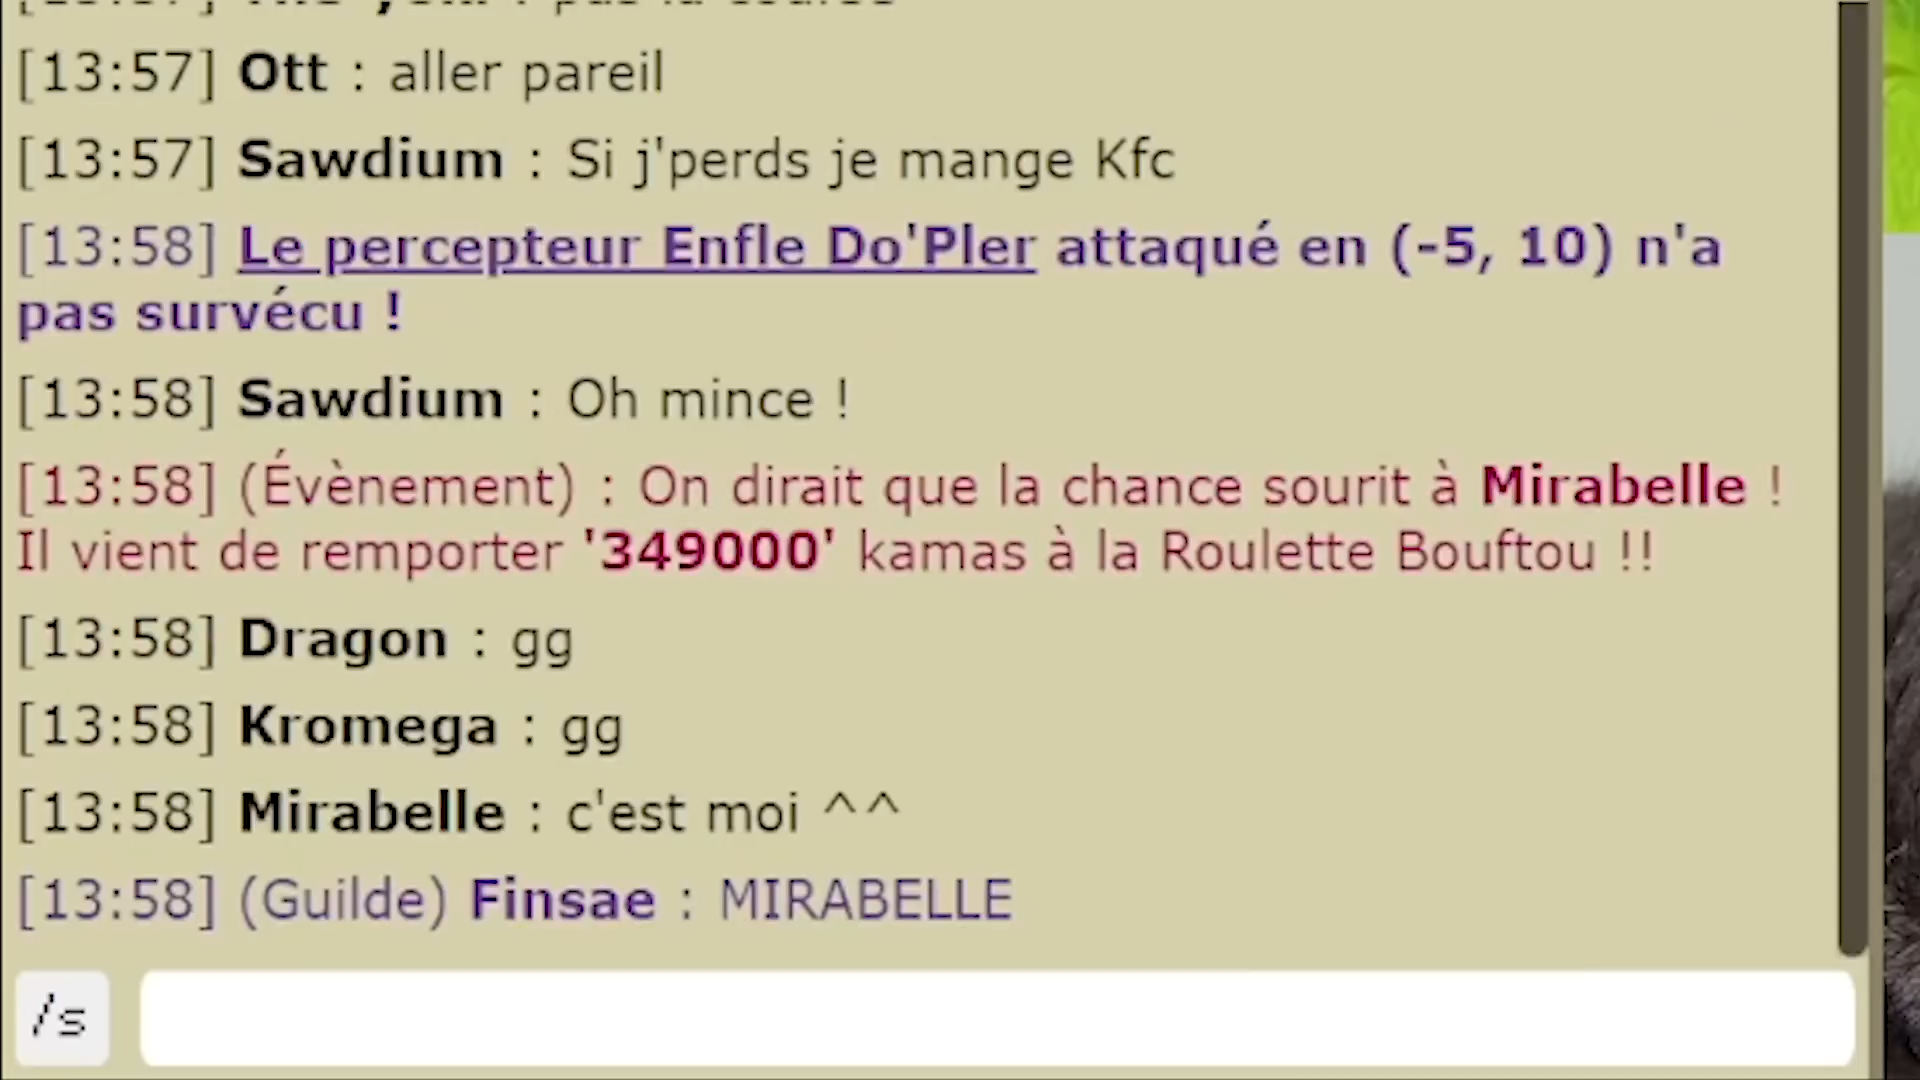 [13:57] Ott : aller pareil
[13:57] Sawdium : Si j'perds je mange Kfc
[13:58] Le percepteur Enfle Do'Pler attaqué en (-5, 10) n'a
pas survécu !
[13:58] Sawdium : Oh mince !
[13:58] (Évènement) : On dirait que la chance sourit à Mirabelle !
Il vient de remporter '349000' kamas à la Roulette Bouftou !!
[13:58] Dragon : gg
[13:58] Kromega : gg
[13:58] Mirabelle : c'est moi ^^
[13:58] (Guilde) Finsae : MIRABELLE
/s